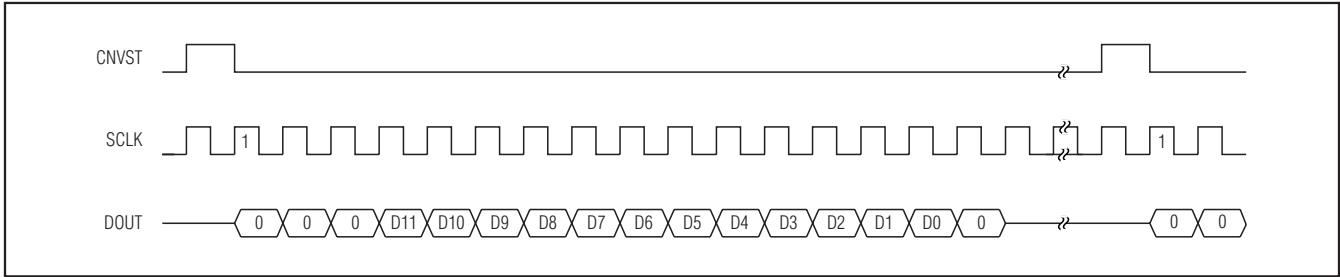 CNVST
SCLK 1 1
DOUT 0 0 0 D11 D10 D9 D8 D7 D6 D5 D4 D3 D2 D1 D0 0 0 0